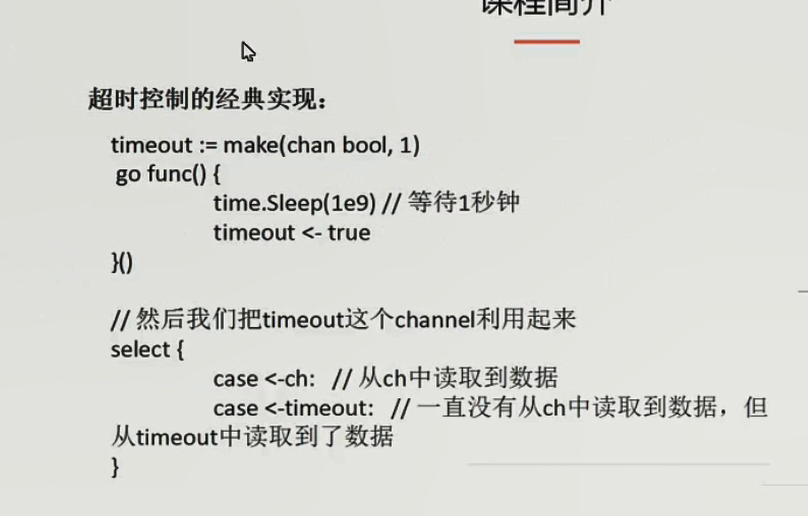 课程简介
超时控制的经典实现：
timeout := make(chan bool, 1)
go func() {
time.Sleep(1e9) // 等待1秒钟
timeout <- true
}()
// 然后我们把timeout这个channel利用起来
select {
case <-ch: // 从ch中读取到数据
case <-timeout: // 一直没有从ch中读取到数据，但
从timeout中读取到了数据
}